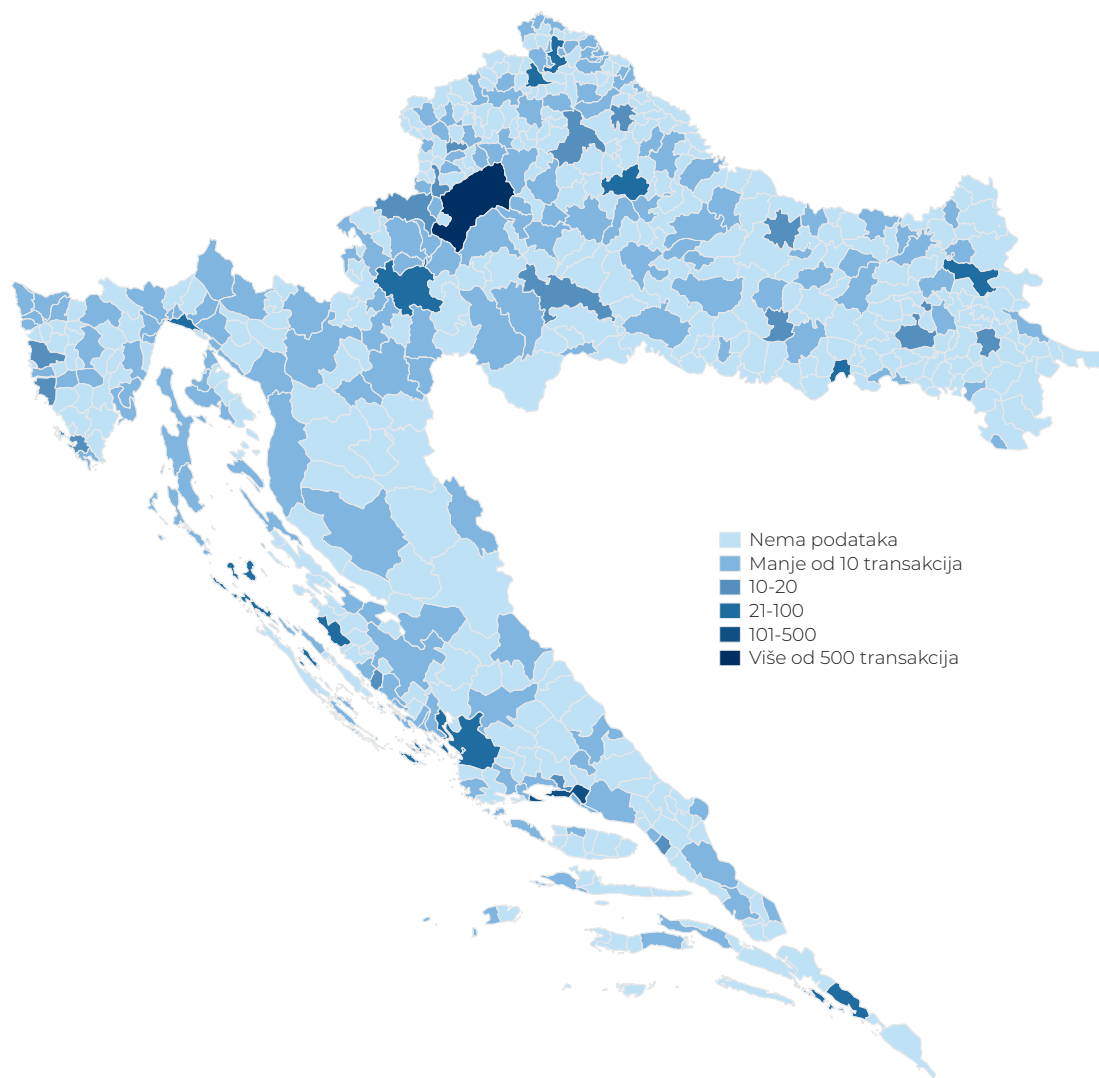 Nema podataka
Manje od 10 transakcija
10-20
21-100
101-500
Više od 500 transakcija